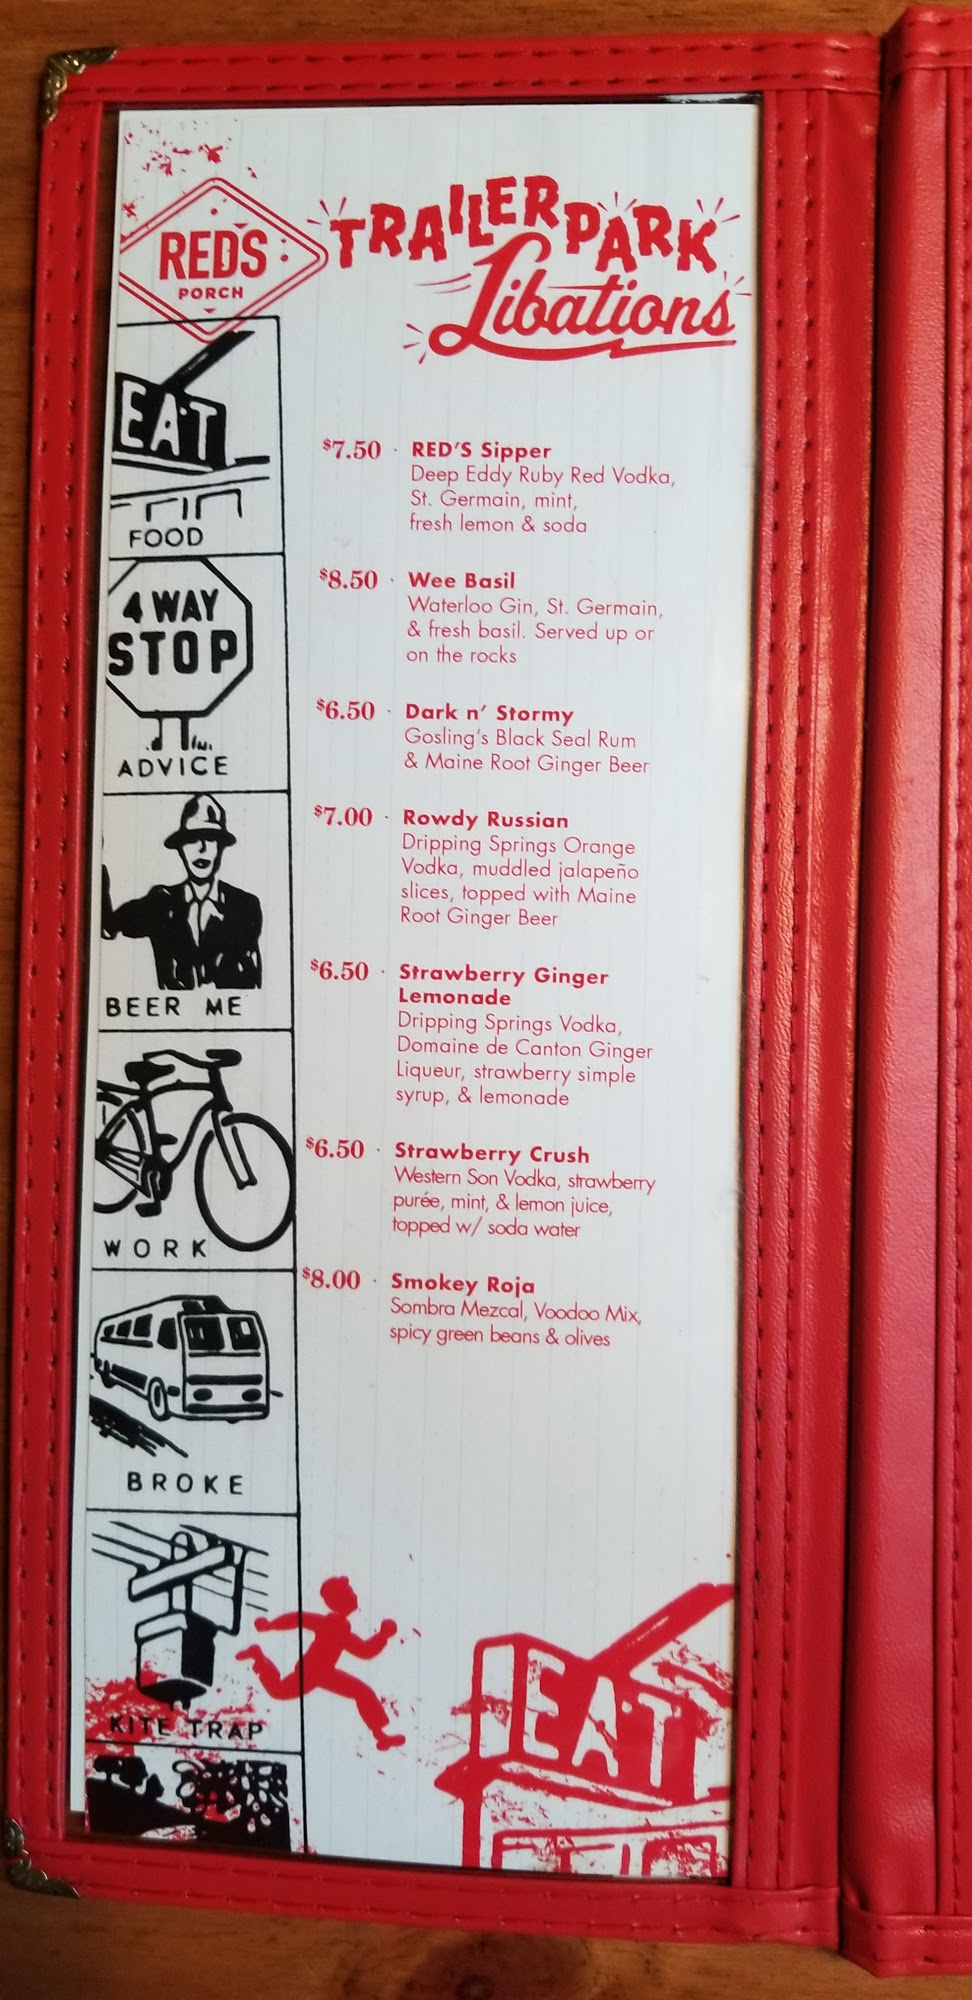 RED'S
PORCH
TRAILER PARK
Libations
EAT
FOOD
4 WAY
STOP
ADVICE
BEER ME
WORK
BROKE
KITE TRAP
$7.50 · RED'S Sipper
Deep Eddy Ruby Red Vodka,
St. Germain, mint,
fresh lemon & soda
$8.50 · Wee Basil
Waterloo Gin, St. Germain,
& fresh basil. Served up or
on the rocks
$6.50 · Dark n' Stormy
Gosling's Black Seal Rum
& Maine Root Ginger Beer
$7.00 · Rowdy Russian
Dripping Springs Orange
Vodka, muddled jalapeño
slices, topped with Maine
Root Ginger Beer
$6.50 · Strawberry Ginger
Lemonade
Dripping Springs Vodka,
Domaine de Canton Ginger
Liqueur, strawberry simple
syrup, & lemonade
$6.50 · Strawberry Crush
Western Son Vodka, strawberry
purée, mint, & lemon juice,
topped w/ soda water
$8.00 · Smokey Roja
Sombra Mezcal, Voodoo Mix,
spicy green beans & olives
EAT